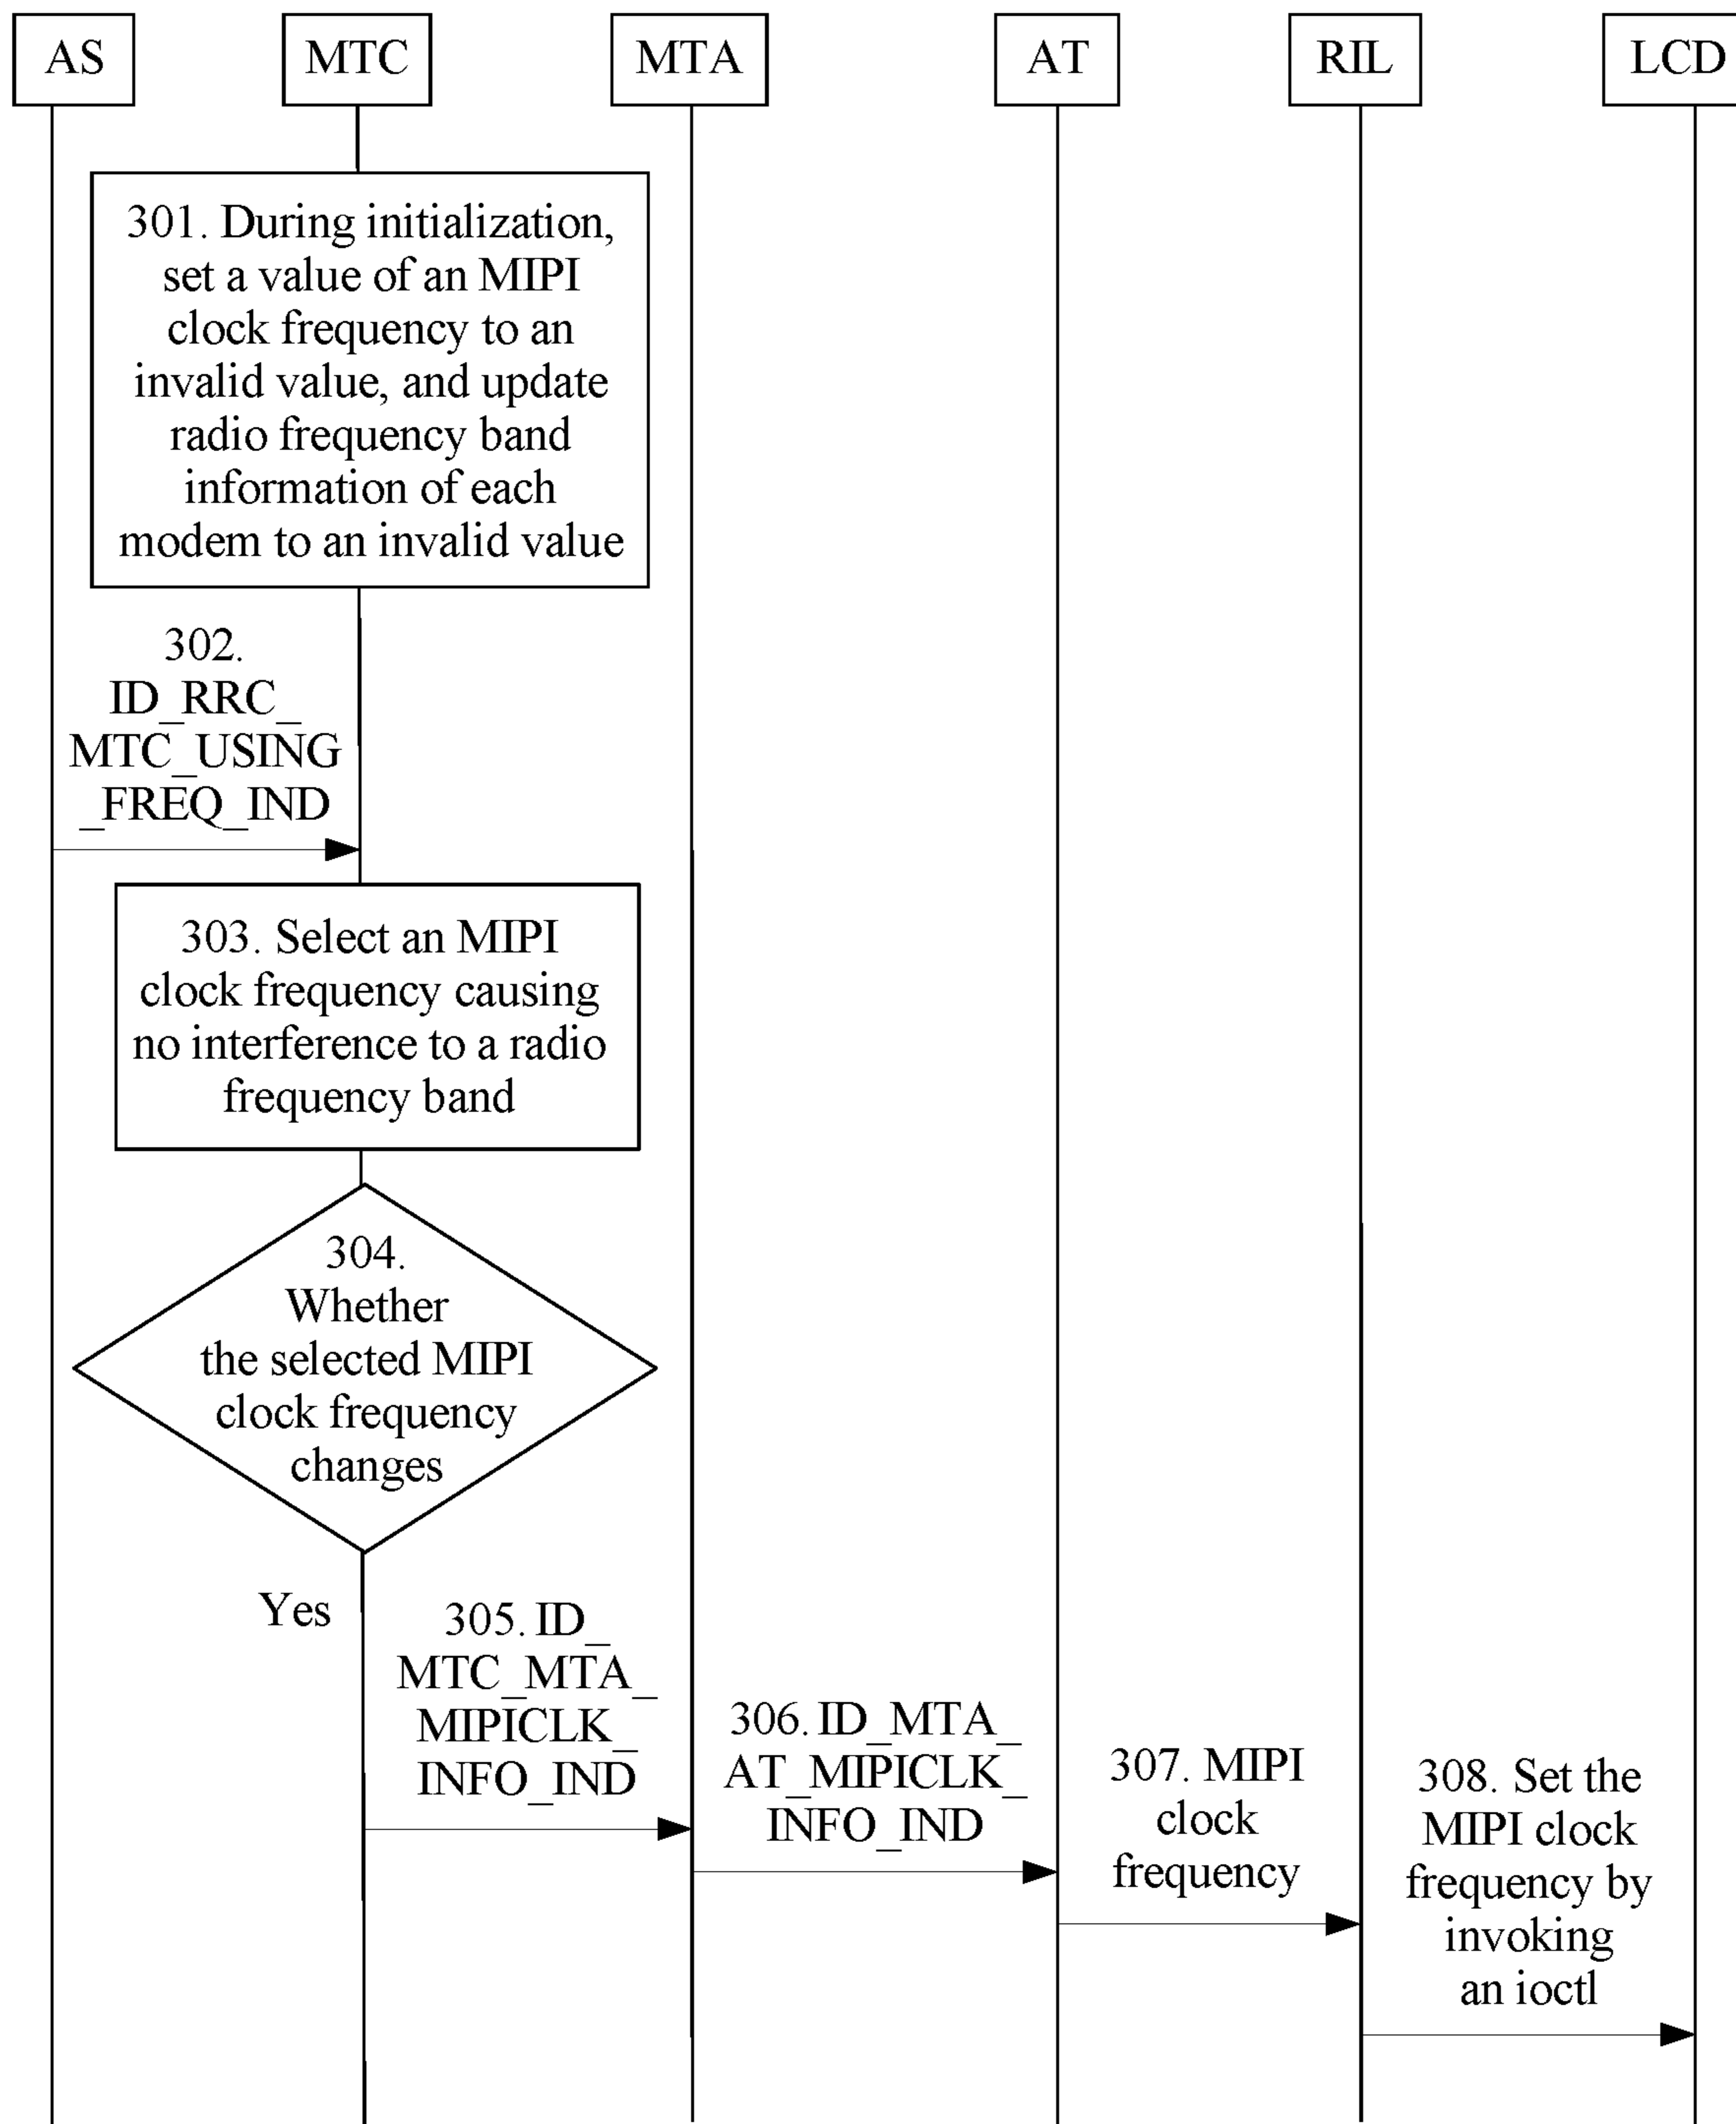 AS
MTC
MTA
AT
RIL
LCD
301. During initialization,
set a value of an MIPI
clock frequency to an
invalid value, and update
radio frequency band
information of each
modem to an invalid value
302.
ID_RRC_
MTC_USING
_FREQ_IND
303. Select an MIPI
clock frequency causing
no interference to a radio
frequency band
304.
Whether
the selected MIPI
clock frequency
changes
Yes
305. ID_
MTC_MTA_
MIPICLK_
INFO_IND
306. ID_MTA_
AT_MIPICLK_
INFO_IND
307. MIPI
clock
frequency
308. Set the
MIPI clock
frequency by
invoking
an ioctl